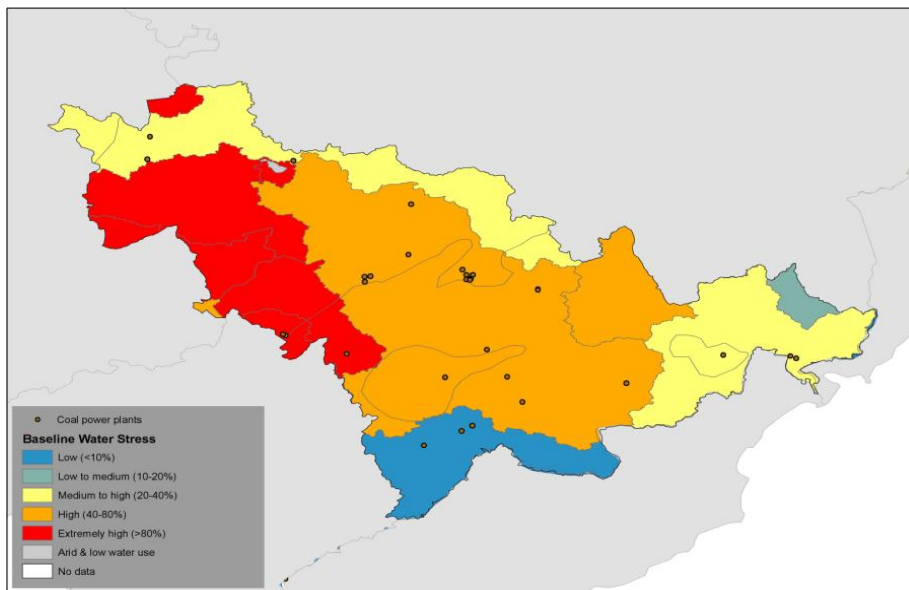 Coal power plants
Baseline Water Stress
Low (<10%)
Low to medium (10-20%)
Medium to high (20-40%)
High (40-80%)
Extremely high (>80%)
Arid & low water use
No data